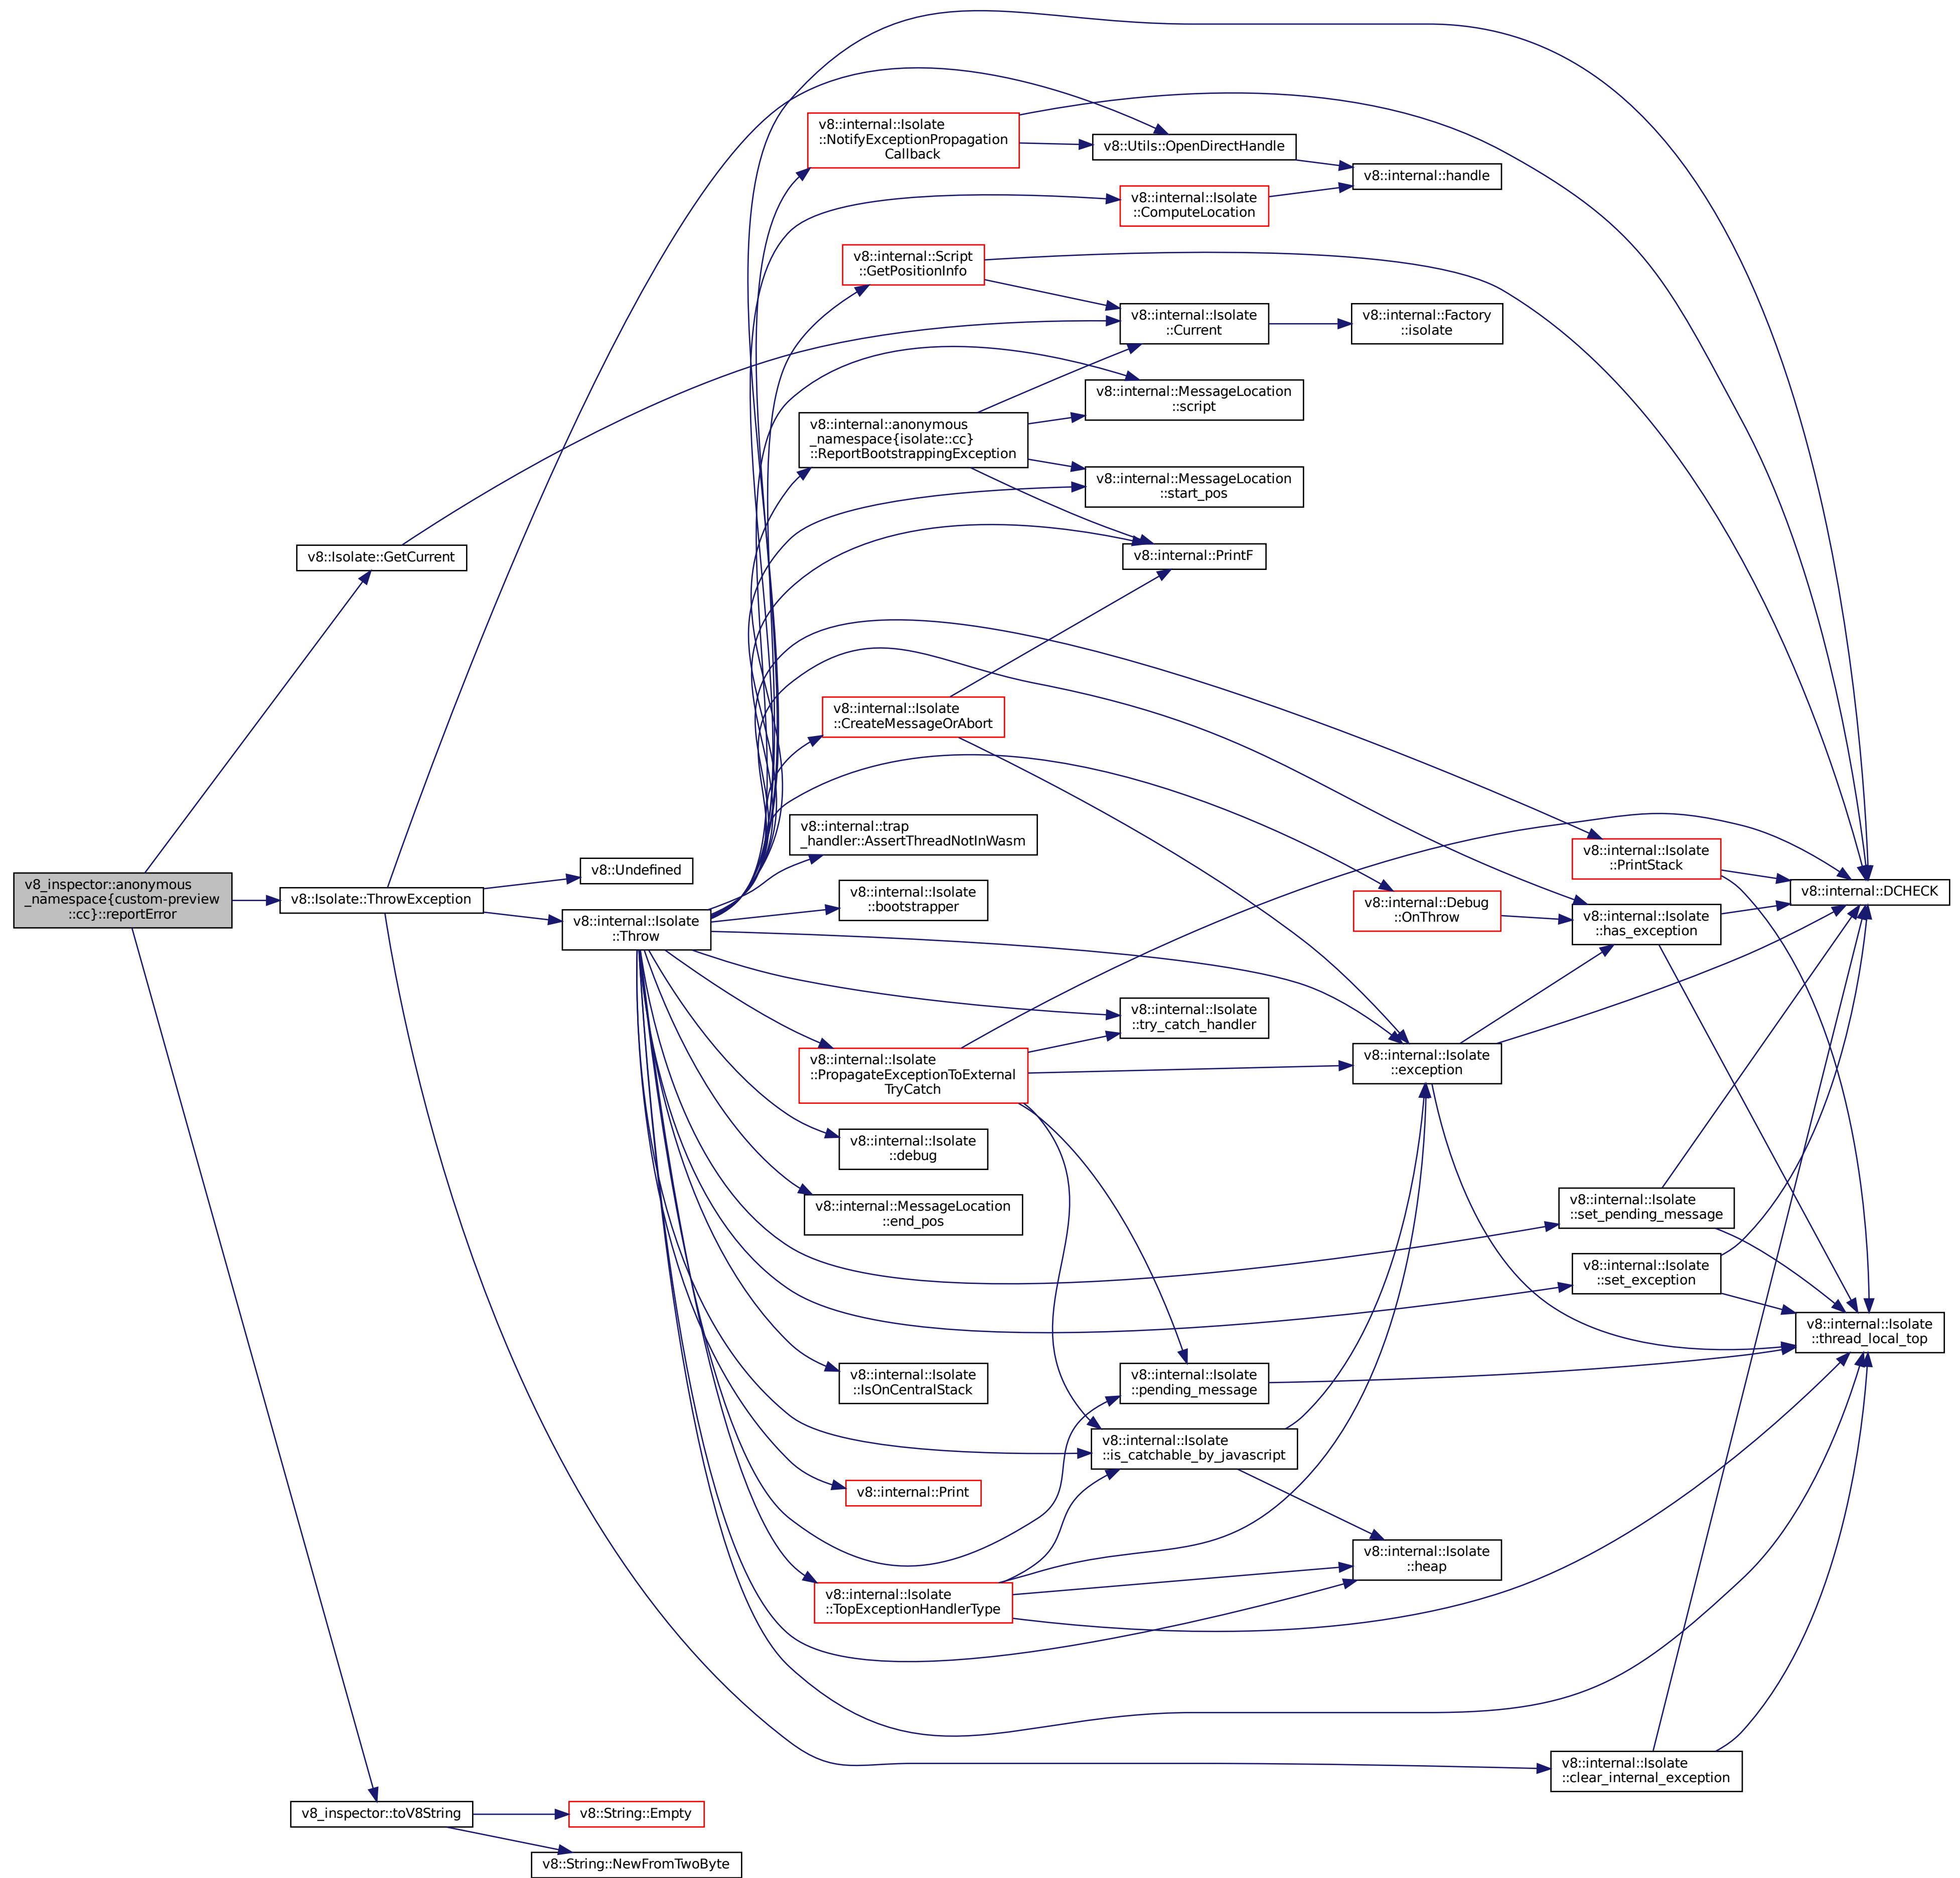 v8_inspector::anonymous
_namespace{custom-preview
::cc}::reportError
v8::Isolate::GetCurrent
v8::Isolate::ThrowException
v8_inspector::toV8String
v8::Undefined
v8::internal::Isolate
::Throw
v8::String::Empty
v8::String::NewFromTwoByte
v8::internal::Isolate
::NotifyExceptionPropagation
Callback
v8::internal::Script
::GetPositionInfo
v8::internal::anonymous
_namespace{isolate::cc}
::ReportBootstrappingException
v8::internal::Isolate
::CreateMessageOrAbort
v8::internal::trap
_handler::AssertThreadNotInWasm
v8::internal::Isolate
::bootstrapper
v8::internal::Isolate
::PropagateExceptionToExternal
TryCatch
v8::internal::Isolate
::debug
v8::internal::MessageLocation
::end_pos
v8::internal::Isolate
::IsOnCentralStack
v8::internal::Print
v8::internal::Isolate
::TopExceptionHandlerType
v8::Utils::OpenDirectHandle
v8::internal::Isolate
::ComputeLocation
v8::internal::Isolate
::Current
v8::internal::MessageLocation
::script
v8::internal::MessageLocation
::start_pos
v8::internal::PrintF
v8::internal::Isolate
::try_catch_handler
v8::internal::Isolate
::pending_message
v8::internal::Isolate
::is_catchable_by_javascript
v8::internal::handle
v8::internal::Factory
::isolate
v8::internal::Debug
::OnThrow
v8::internal::Isolate
::exception
v8::internal::Isolate
::heap
v8::internal::Isolate
::PrintStack
v8::internal::Isolate
::has_exception
v8::internal::Isolate
::set_pending_message
v8::internal::Isolate
::set_exception
v8::internal::Isolate
::clear_internal_exception
v8::internal::DCHECK
v8::internal::Isolate
::thread_local_top